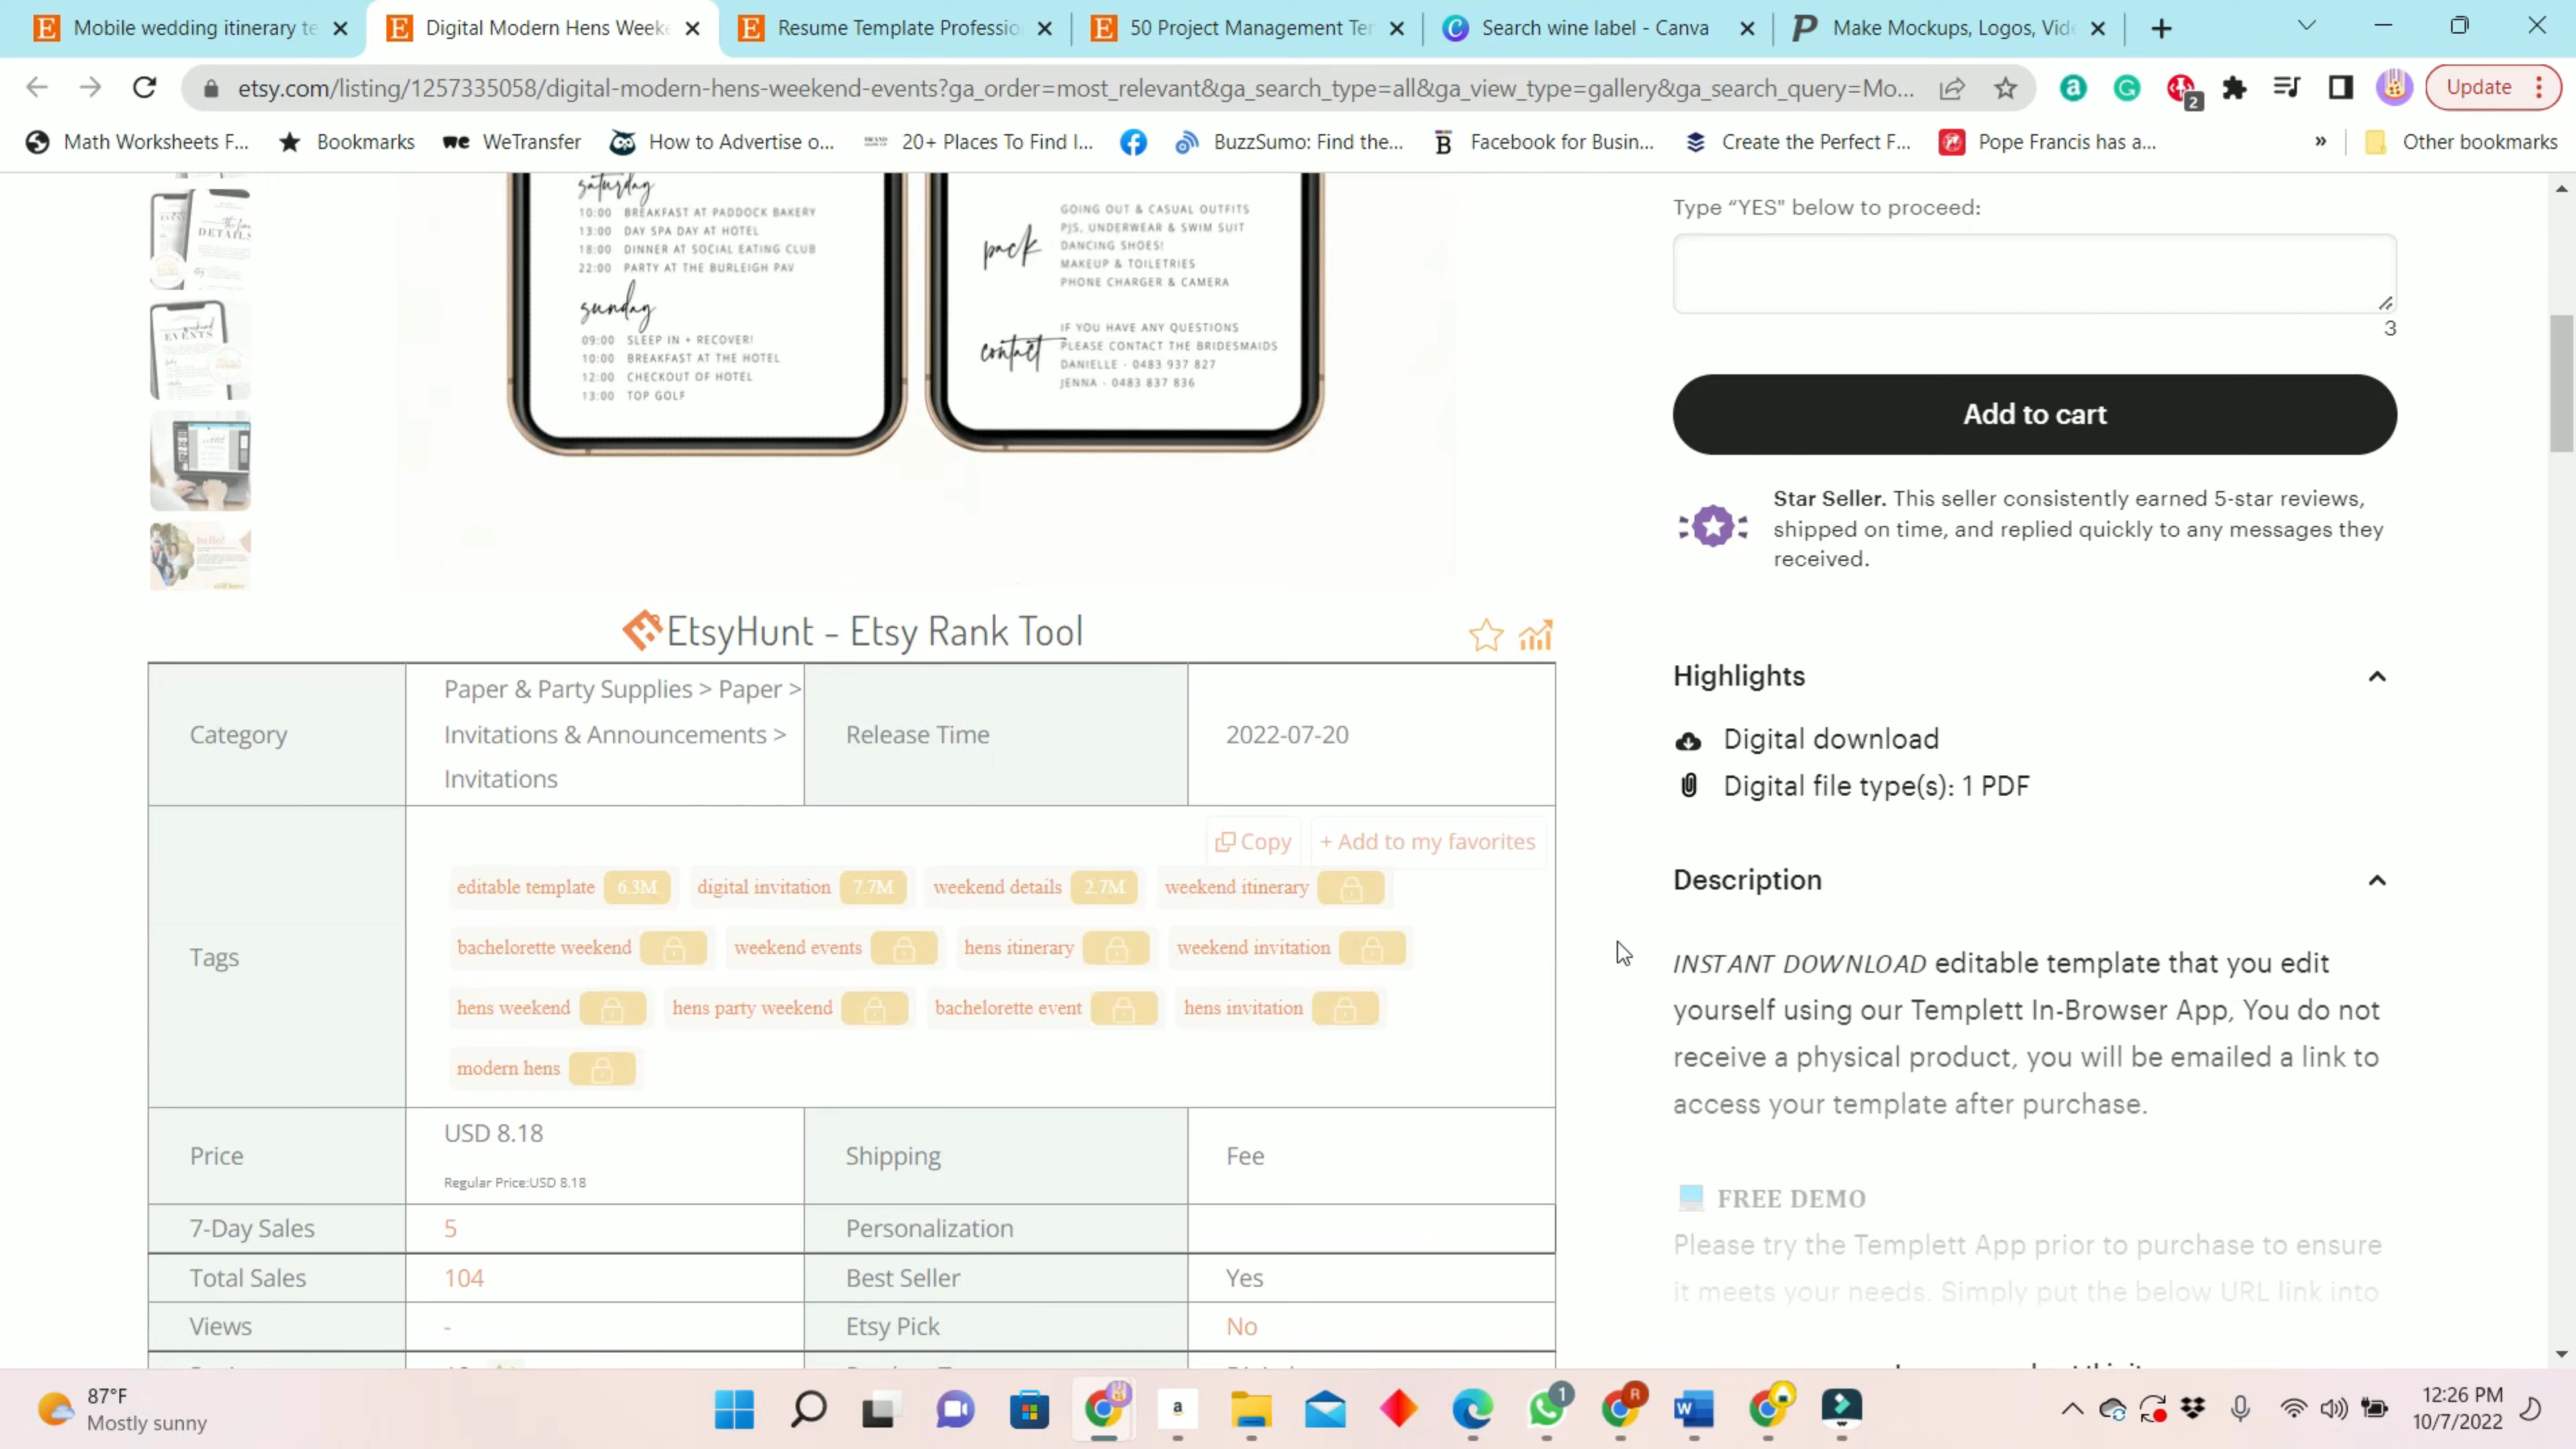 Mobile wedding itinerary te
Digital Modern Hens Weeke
Resume Template Professio
50 Project Management Ter
Search wine label - Canva
Make Mockups, Logos, Vide
etsy.com/listing/1257335058/digital-modern-hens-weekend-events?ga_order=most_relevant&ga_search_type=all&ga_view_type=gallery&ga_search_query=Mo...
2
Update
Math Worksheets F...
Bookmarks
WeTransfer
How to Advertise o...
20+ Places To Find I...
BuzzSumo: Find the...
Facebook for Busin...
Create the Perfect F...
Pope Francis has a...
»
Other bookmarks
saturday
10:00 BREAKFAST AT PADDOCK BAKERY
13:00 DAY SPA DAY AT HOTEL
18:00 DINNER AT SOCIAL EATING CLUB
22:00 PARTY AT THE BURLEIGH PAV
sunday
09:00 SLEEP IN + RECOVER!
10:00 BREAKFAST AT THE HOTEL
12:00 CHECKOUT OF HOTEL
13:00 TOP GOLF
pack
GOING OUT & CASUAL OUTFITS
PJS, UNDERWEAR & SWIM SUIT
DANCING SHOES!
MAKEUP & TOILETRIES
PHONE CHARGER & CAMERA
contact
IF YOU HAVE ANY QUESTIONS
PLEASE CONTACT THE BRIDESMAIDS
DANIELLE - 0483 937 827
JENNA - 0483 837 836
DETAILS
EVENTS
hello!
EtsyHunt - Etsy Rank Tool
Category
Paper & Party Supplies > Paper >
Invitations & Announcements >
Invitations
Release Time
2022-07-20
Tags
Copy
+ Add to my favorites
editable template 6.3M digital invitation 7.7M weekend details 2.7M weekend itinerary
bachelorette weekend weekend events hens itinerary weekend invitation
hens weekend hens party weekend bachelorette event hens invitation
modern hens
Price
USD 8.18
Regular Price:USD 8.18
Shipping
Fee
7-Day Sales
5
Personalization
Total Sales
104
Best Seller
Yes
Views
-
Etsy Pick
No
Type “YES" below to proceed:
3
Add to cart
Star Seller. This seller consistently earned 5-star reviews,
shipped on time, and replied quickly to any messages they
received.
Highlights
Digital download
Digital file type(s): 1 PDF
Description
INSTANT DOWNLOAD editable template that you edit
yourself using our Templett In-Browser App, You do not
receive a physical product, you will be emailed a link to
access your template after purchase.
FREE DEMO
Please try the Templett App prior to purchase to ensure
it meets your needs. Simply put the below URL link into
87°F
Mostly sunny
a
1
R
W
12:26 PM
10/7/2022